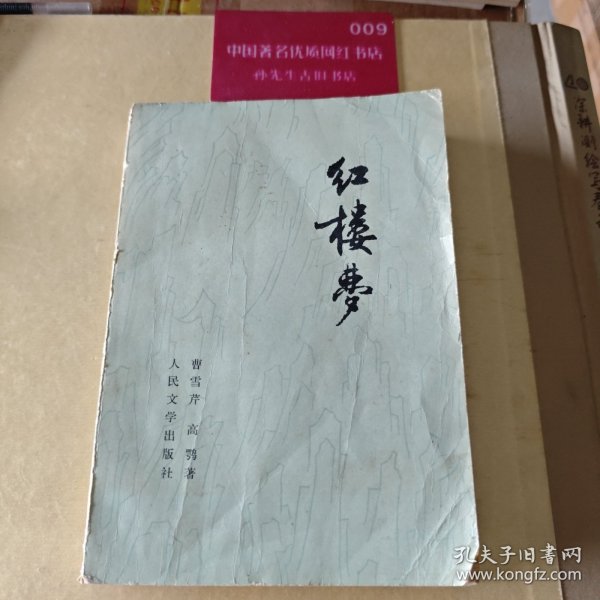 009
中国著名优质网红书店
孙先生古旧书店
红楼梦
曹雪芹 高鹗著
人民文学出版社
孔夫子旧书网
www.kongfz.com